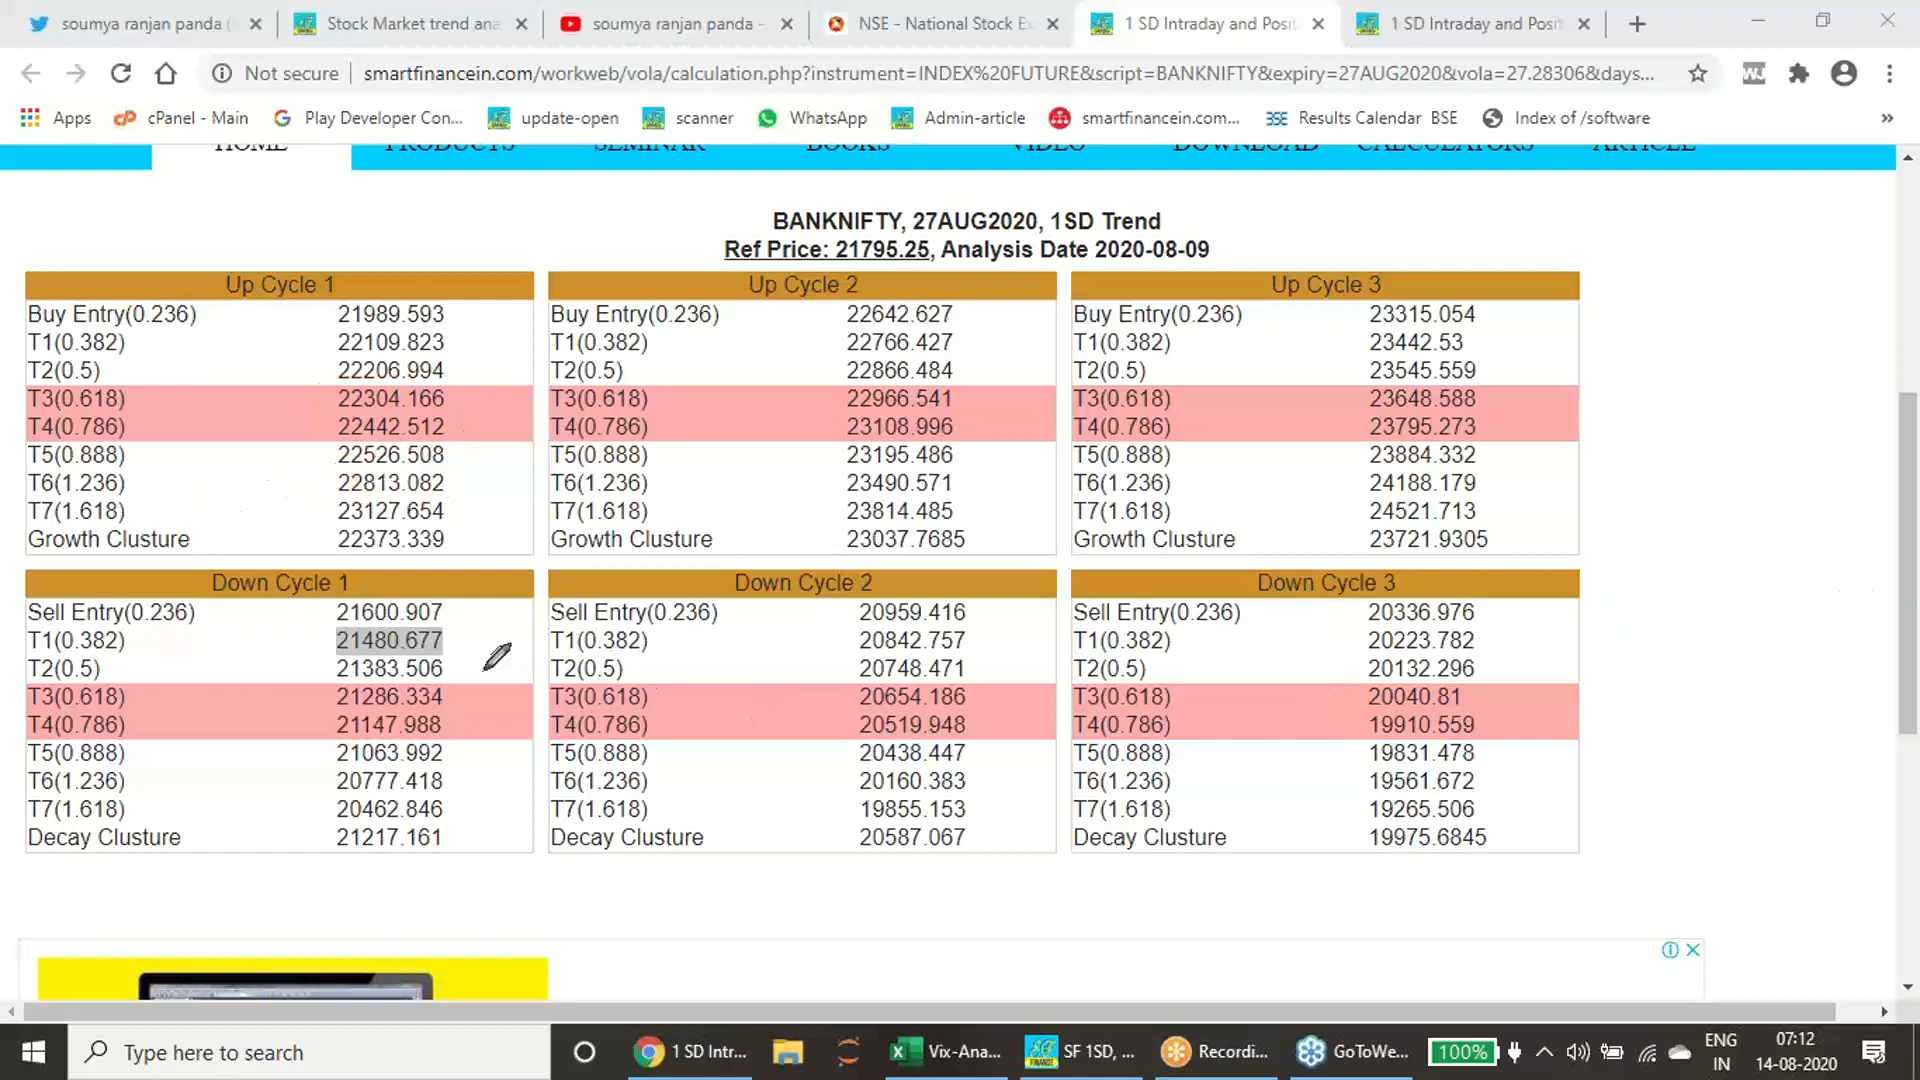 soumya ranjan panda (
Stock Market trend ana
soumya ranjan panda -
NSE - National Stock Ex
1 SD Intraday and Posit
1 SD Intraday and Posit
Not secure
smartfinancein.com/workweb/vola/calculation.php?instrument=INDEX%20FUTURE&script=BANKNIFTY&expiry=27AUG2020&vola=27.28306&days...
Apps
cPanel - Main
Play Developer Con...
update-open
scanner
WhatsApp
Admin-article
smartfinancein.com...
BSE Results Calendar BSE
Index of /software
»
HOME PRODUCTS SEMINAR BOOKS VIDEO DOWNLOAD CALCULATORS ARTICLE
BANKNIFTY, 27AUG2020, 1SD Trend
Ref Price: 21795.25, Analysis Date 2020-08-09
Up Cycle 1
Buy Entry(0.236) 21989.593
T1(0.382) 22109.823
T2(0.5) 22206.994
T3(0.618) 22304.166
T4(0.786) 22442.512
T5(0.888) 22526.508
T6(1.236) 22813.082
T7(1.618) 23127.654
Growth Clusture 22373.339
Up Cycle 2
Buy Entry(0.236) 22642.627
T1(0.382) 22766.427
T2(0.5) 22866.484
T3(0.618) 22966.541
T4(0.786) 23108.996
T5(0.888) 23195.486
T6(1.236) 23490.571
T7(1.618) 23814.485
Growth Clusture 23037.7685
Up Cycle 3
Buy Entry(0.236) 23315.054
T1(0.382) 23442.53
T2(0.5) 23545.559
T3(0.618) 23648.588
T4(0.786) 23795.273
T5(0.888) 23884.332
T6(1.236) 24188.179
T7(1.618) 24521.713
Growth Clusture 23721.9305
Down Cycle 1
Sell Entry(0.236) 21600.907
T1(0.382) 21480.677
T2(0.5) 21383.506
T3(0.618) 21286.334
T4(0.786) 21147.988
T5(0.888) 21063.992
T6(1.236) 20777.418
T7(1.618) 20462.846
Decay Clusture 21217.161
Down Cycle 2
Sell Entry(0.236) 20959.416
T1(0.382) 20842.757
T2(0.5) 20748.471
T3(0.618) 20654.186
T4(0.786) 20519.948
T5(0.888) 20438.447
T6(1.236) 20160.383
T7(1.618) 19855.153
Decay Clusture 20587.067
Down Cycle 3
Sell Entry(0.236) 20336.976
T1(0.382) 20223.782
T2(0.5) 20132.296
T3(0.618) 20040.81
T4(0.786) 19910.559
T5(0.888) 19831.478
T6(1.236) 19561.672
T7(1.618) 19265.506
Decay Clusture 19975.6845
Type here to search
1 SD Intr...
Vix-Ana...
SF 1SD, ...
Recordi...
GoToWe...
100%
ENG
IN
07:12
14-08-2020